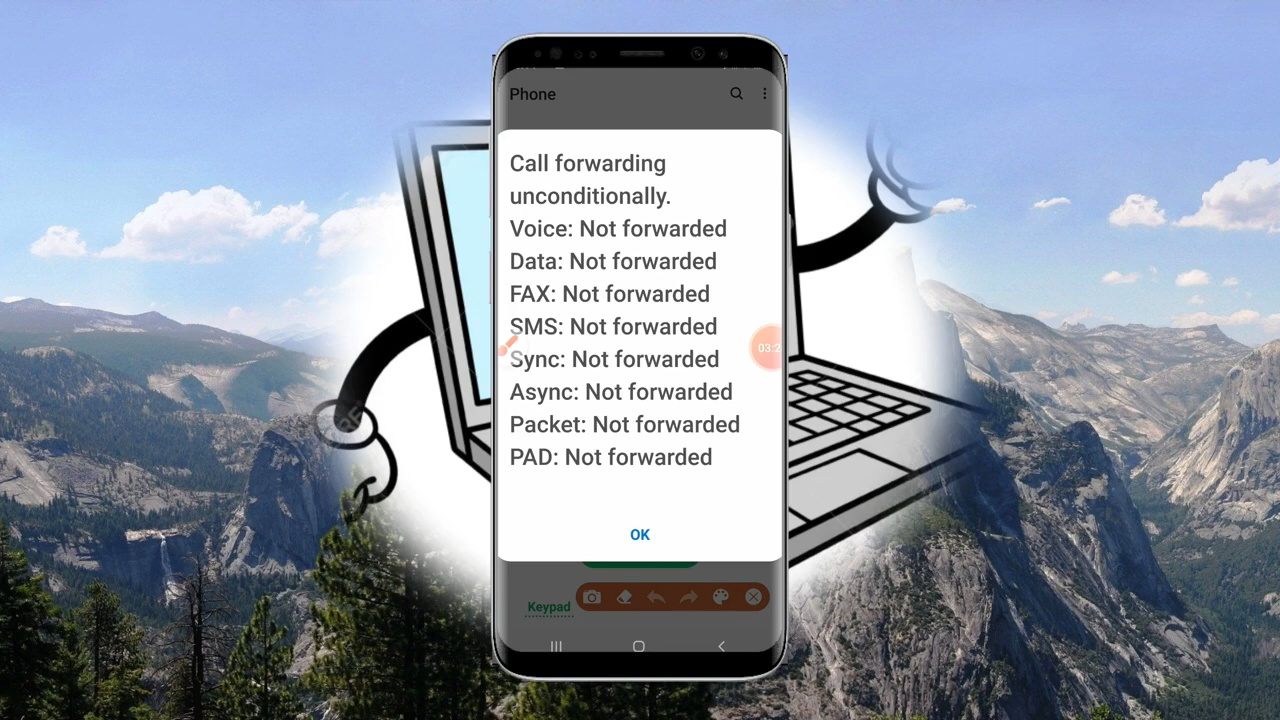 Phone
Call forwarding
unconditionally.
Voice: Not forwarded
Data: Not forwarded
FAX: Not forwarded
SMS: Not forwarded
Sync: Not forwarded
Async: Not forwarded
Packet: Not forwarded
PAD: Not forwarded
OK
Keypad